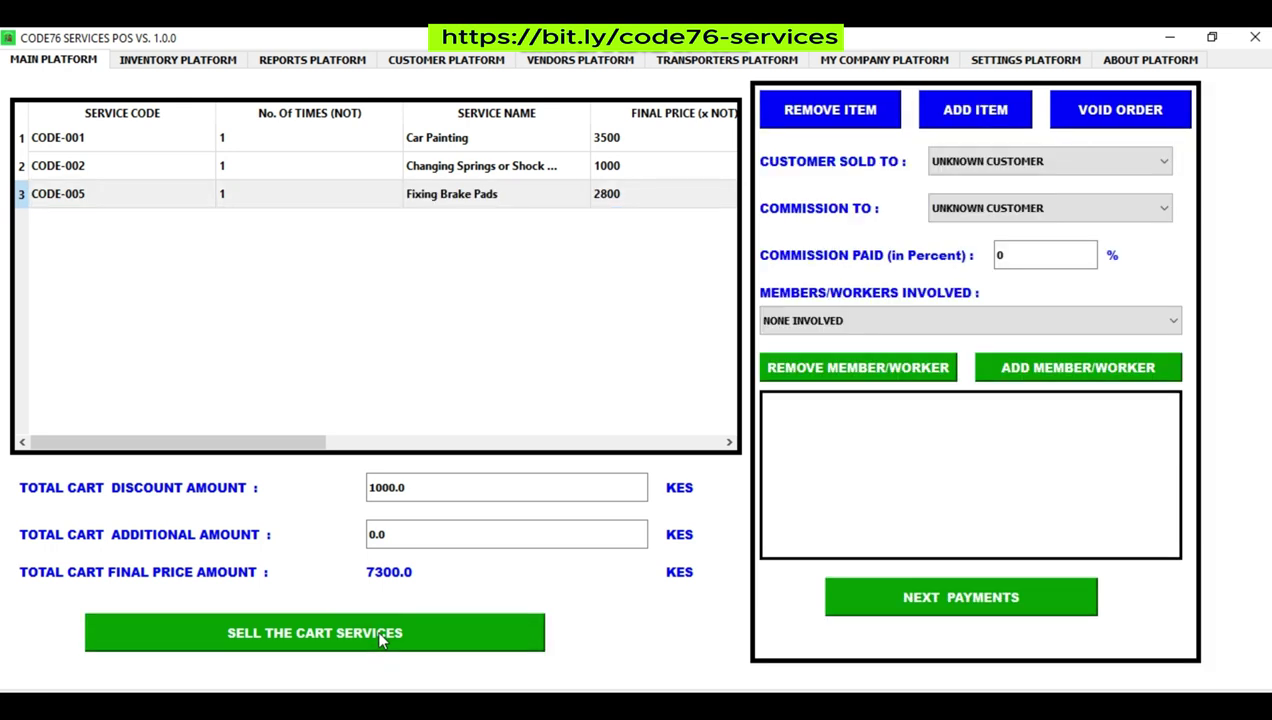 https://bit.ly/code76-services
CODE76 SERVICES POS VS. 1.0.0
MAIN PLATFORM INVENTORY PLATFORM REPORTS PLATFORM CUSTOMER PLATFORM VENDORS PLATFORM TRANSPORTERS PLATFORM MY COMPANY PLATFORM SETTINGS PLATFORM ABOUT PLATFORM
SERVICE CODE No. Of TIMES (NOT) SERVICE NAME FINAL PRICE (x NOT)
1 CODE-001 1 Car Painting 3500
2 CODE-002 1 Changing Springs or Shock ... 1000
3 CODE-005 1 Fixing Brake Pads 2800
TOTAL CART DISCOUNT AMOUNT : 1000.0 KES
TOTAL CART ADDITIONAL AMOUNT : 0.0 KES
TOTAL CART FINAL PRICE AMOUNT : 7300.0 KES
SELL THE CART SERVICES
REMOVE ITEM ADD ITEM VOID ORDER
CUSTOMER SOLD TO : UNKNOWN CUSTOMER
COMMISSION TO : UNKNOWN CUSTOMER
COMMISSION PAID (in Percent) : 0 %
MEMBERS/WORKERS INVOLVED :
NONE INVOLVED
REMOVE MEMBER/WORKER ADD MEMBER/WORKER
NEXT PAYMENTS